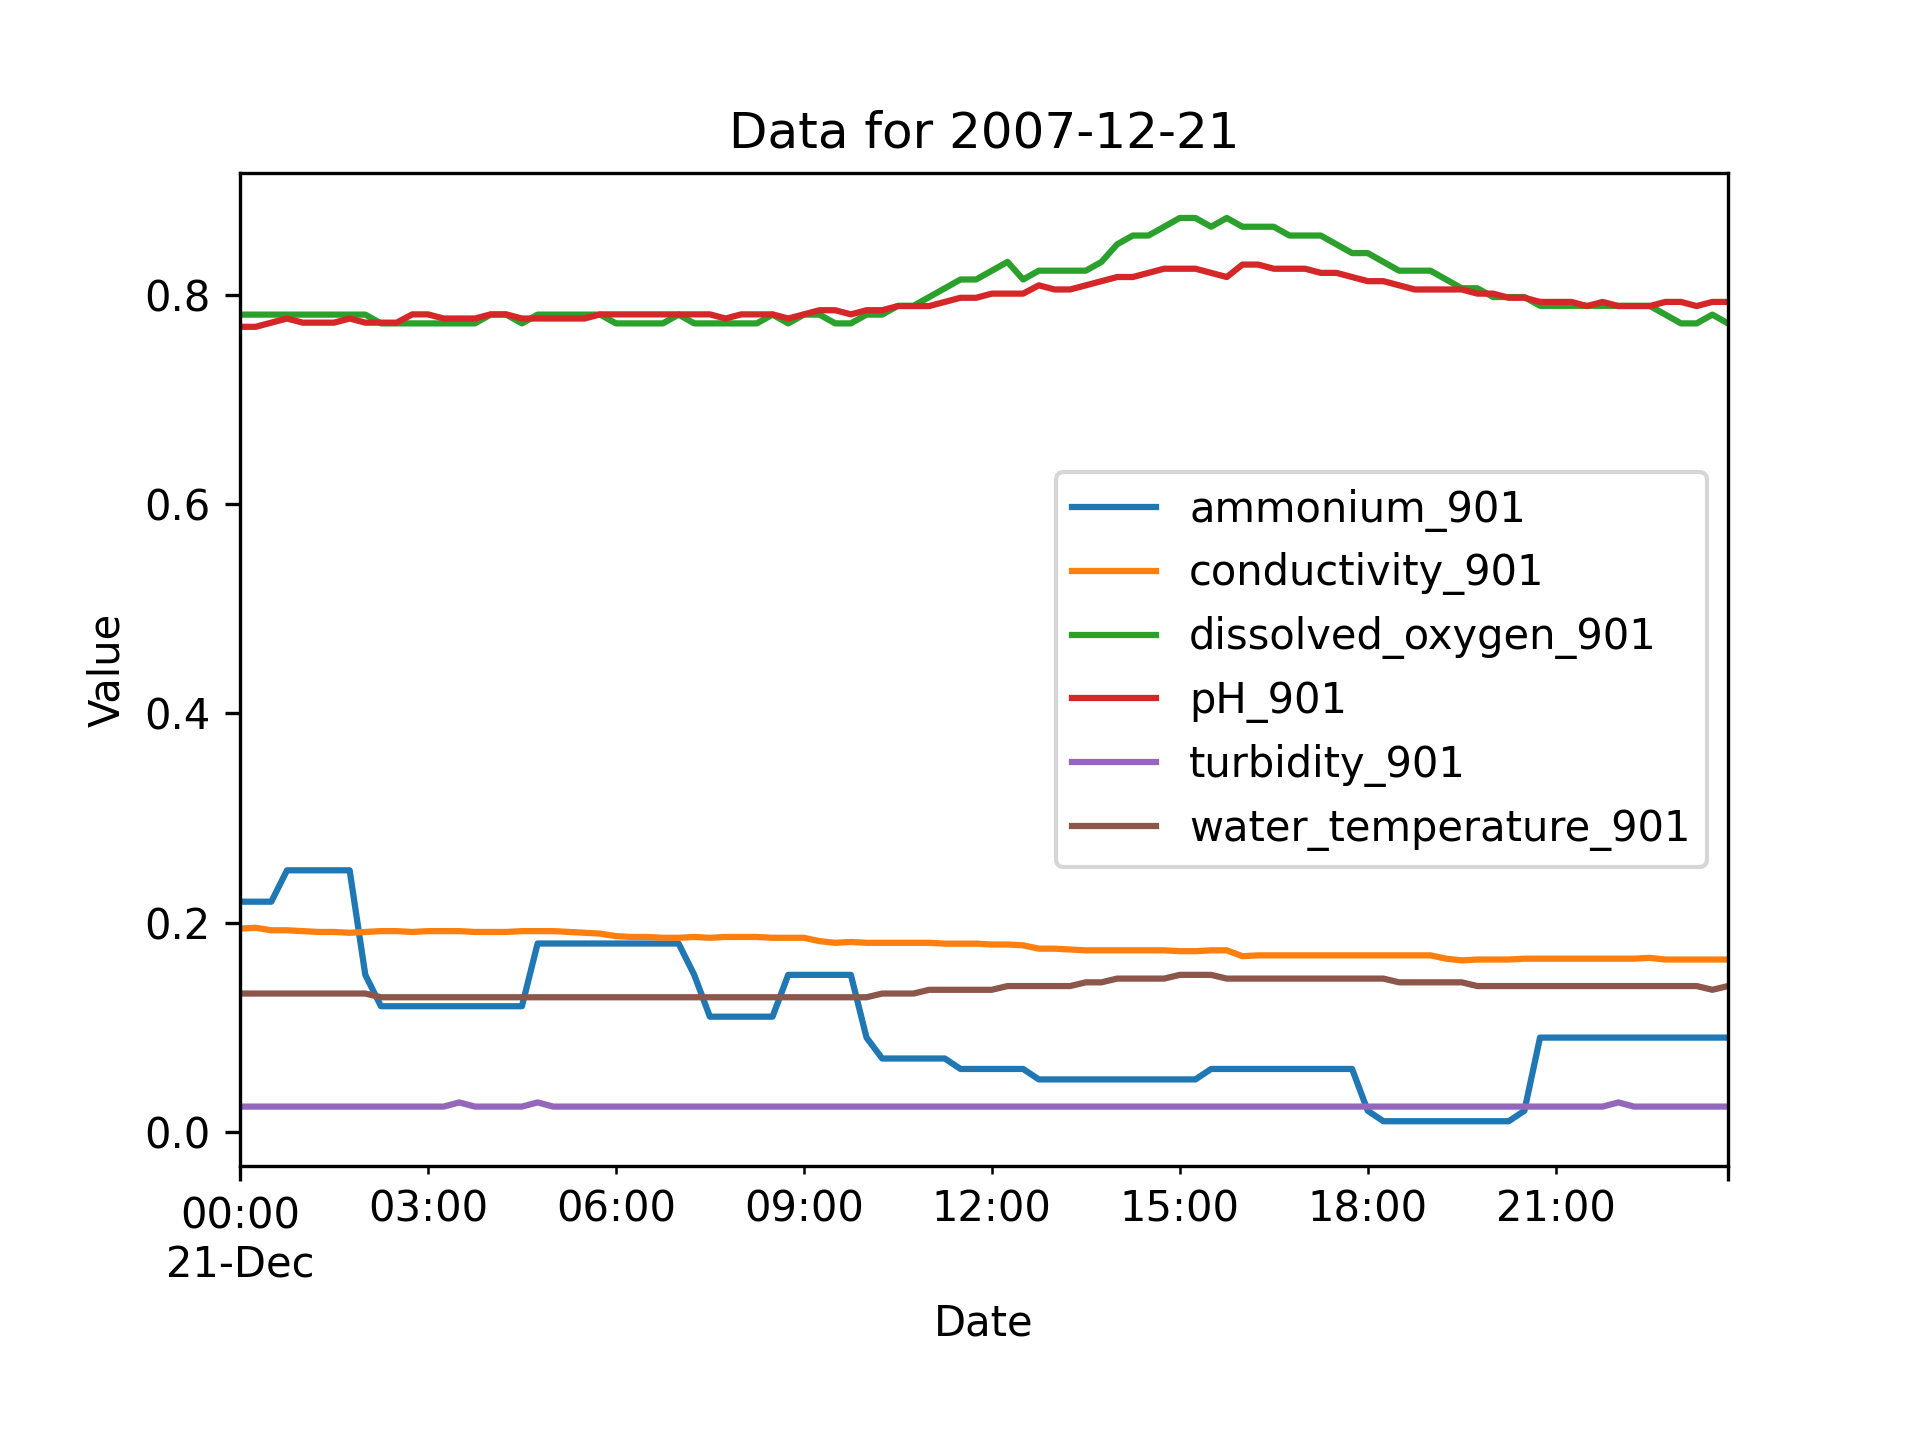 Data for 2007-12-21
Value
0.8
0.6
0.4
0.2
0.0
ammonium_901
conductivity_901
dissolved_oxygen_901
pH_901
turbidity_901
water_temperature_901
00:00 03:00 06:00 09:00 12:00 15:00 18:00 21:00
21-Dec
Date